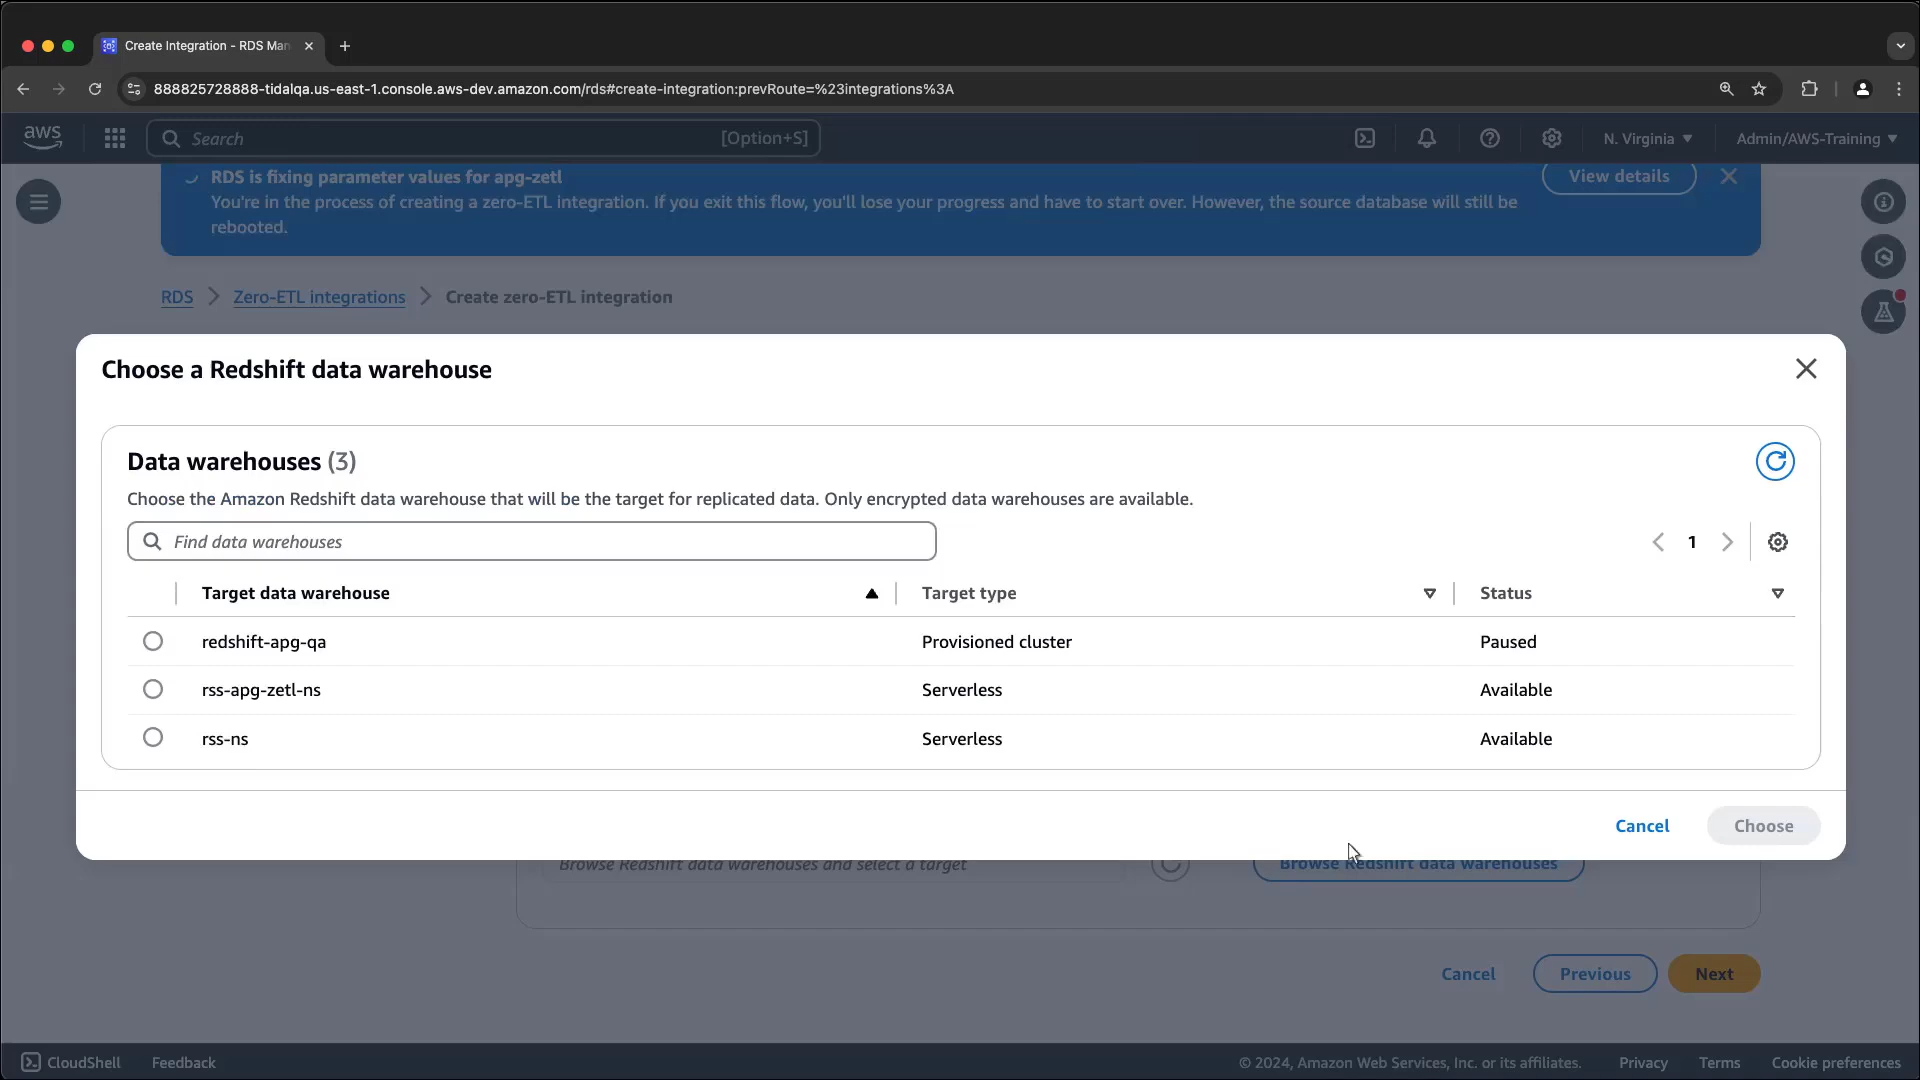 Create Integration - RDS Man
888825728888-tidalqa.us-east-1.console.aws-dev.amazon.com/rds#create-integration:prevRoute=%23integrations%3A
aws
Search
[Option+S]
N. Virginia
Admin/AWS-Training
RDS is fixing parameter values for apg-zetl
View details
You're in the process of creating a zero-ETL integration. If you exit this flow, you'll lose your progress and have to start over. However, the source database will still be
rebooted.
RDS
Zero-ETL integrations
Create zero-ETL integration
Choose a Redshift data warehouse
Data warehouses (3)
Choose the Amazon Redshift data warehouse that will be the target for replicated data. Only encrypted data warehouses are available.
Find data warehouses
1
Target data warehouse
Target type
Status
redshift-apg-qa
Provisioned cluster
Paused
rss-apg-zetl-ns
Serverless
Available
rss-ns
Serverless
Available
Cancel
Choose
Browse Redshift data warehouses and select a target
Browse Redshift data warehouses
Cancel
Previous
Next
CloudShell
Feedback
© 2024, Amazon Web Services, Inc. or its affiliates.
Privacy
Terms
Cookie preferences